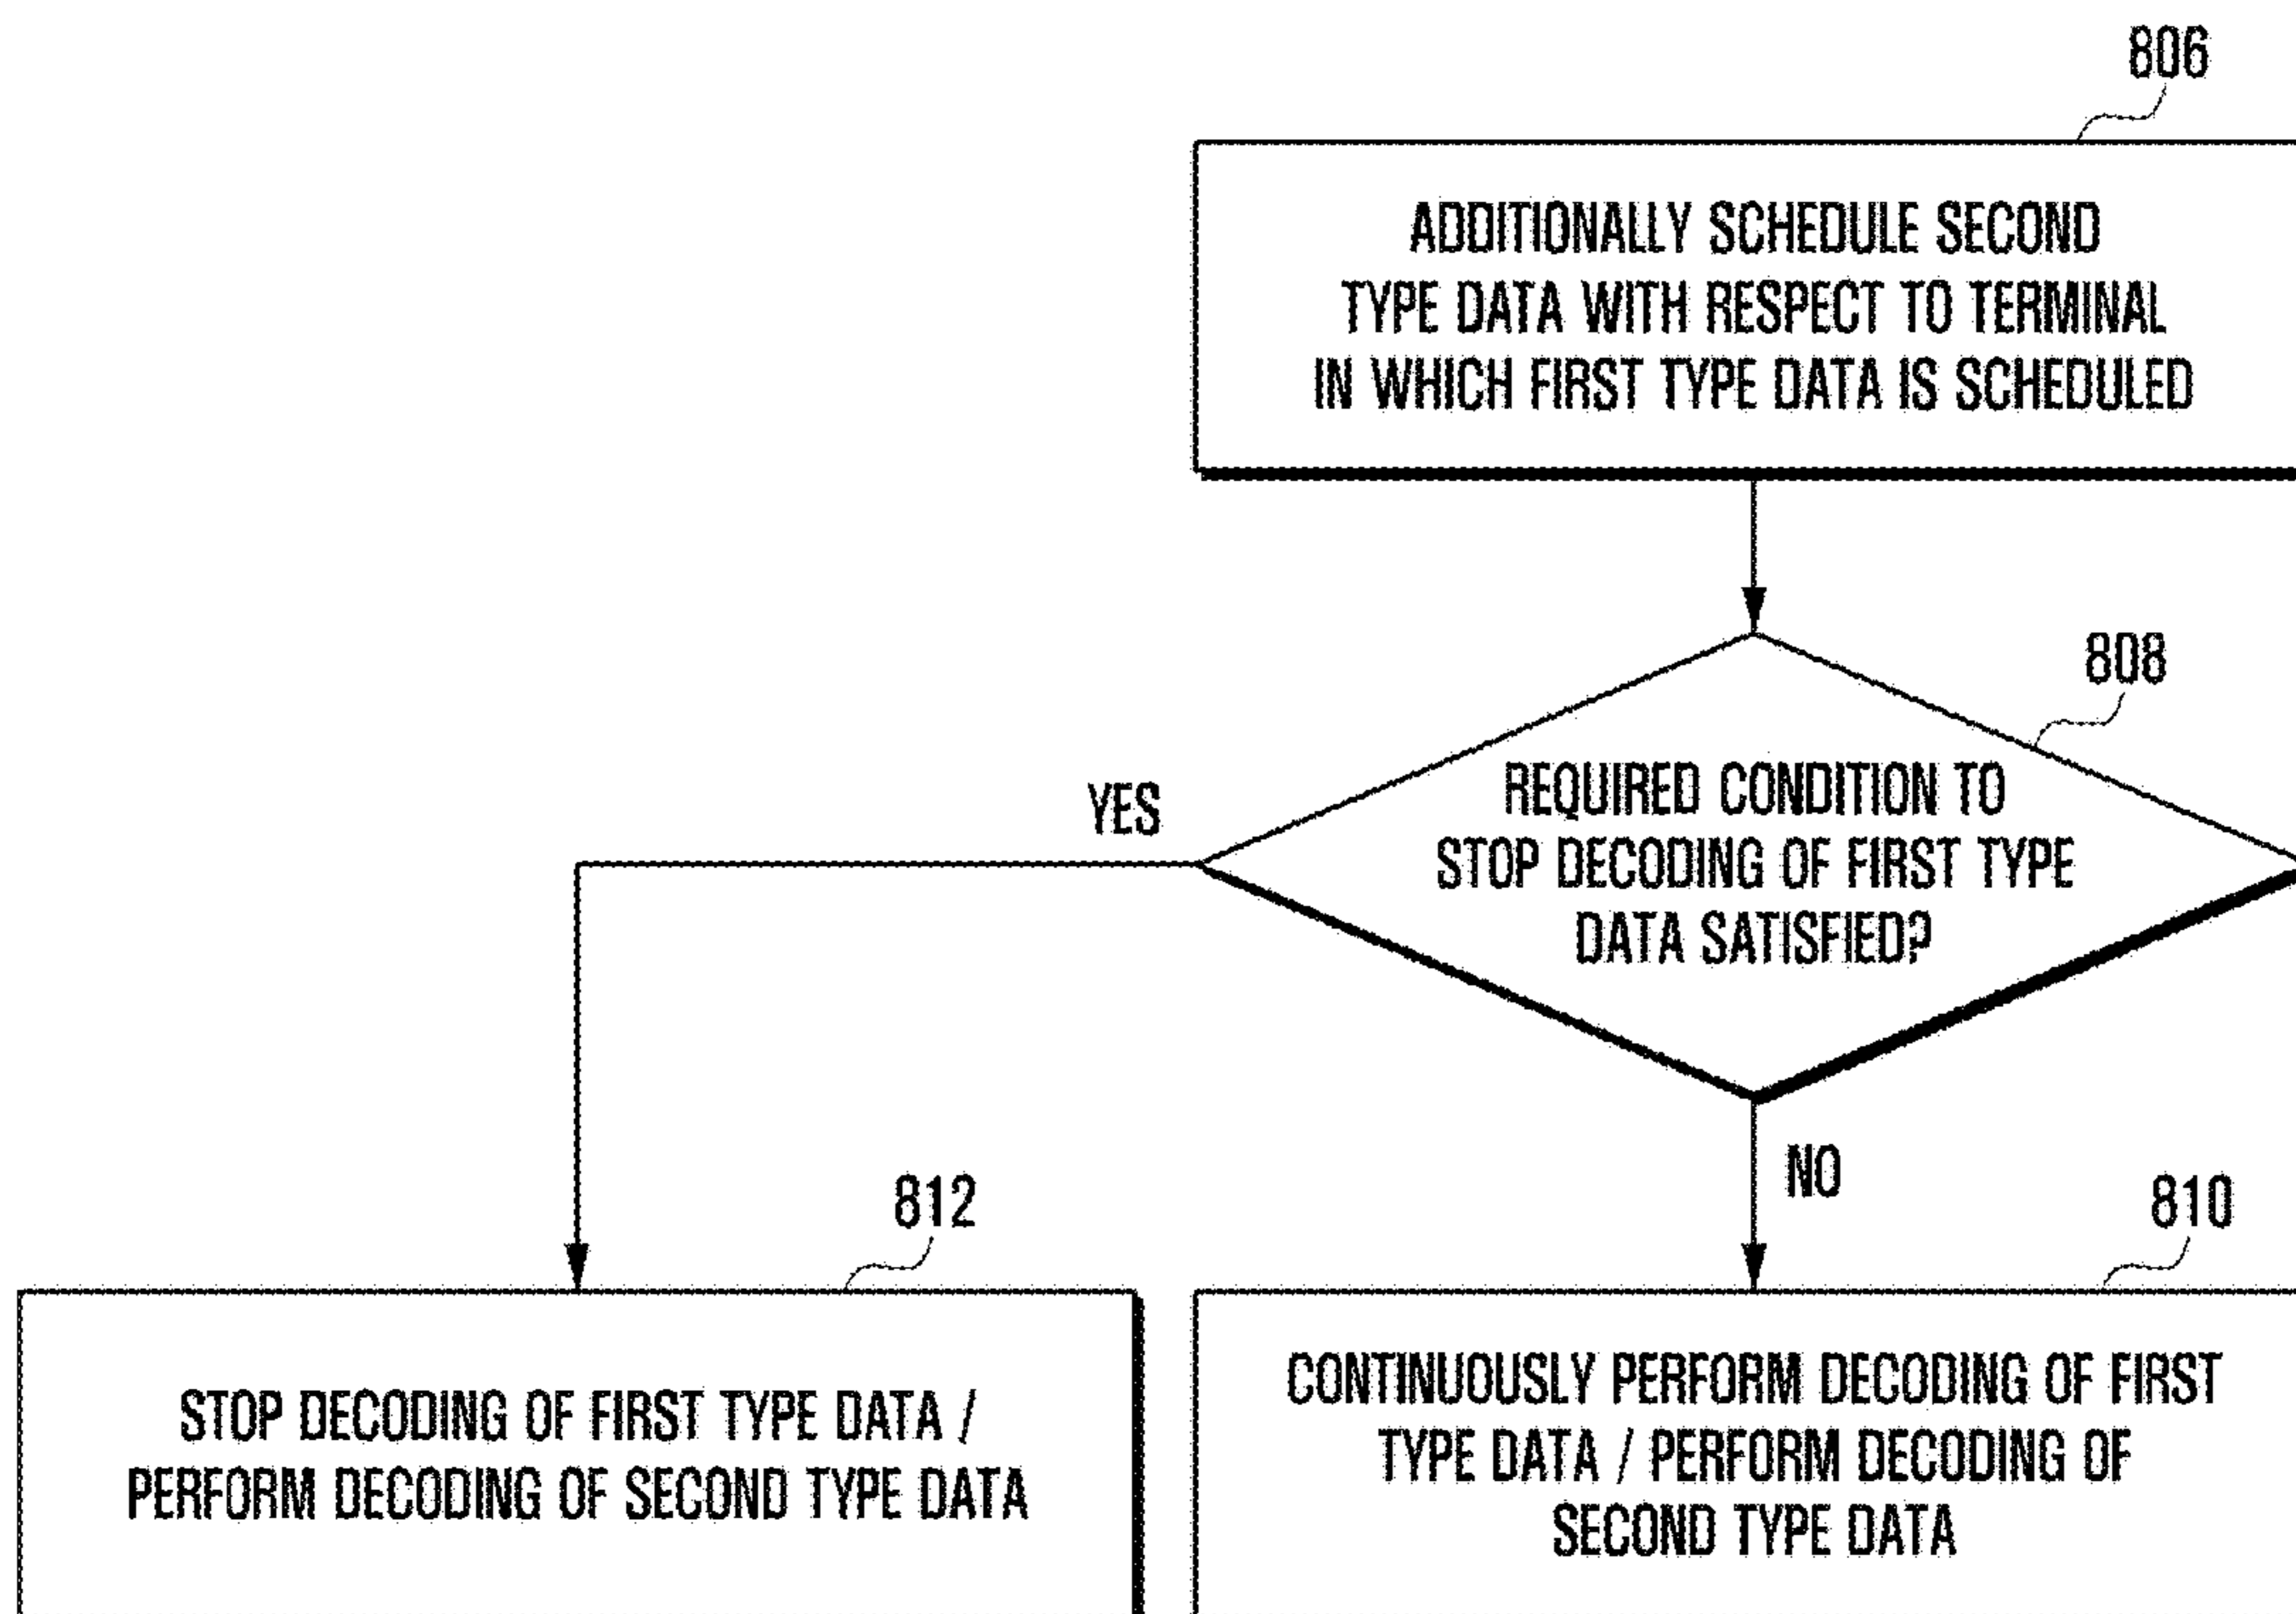 806
ADDITIONALLY SCHEDULE SECOND
TYPE DATA WITH RESPECT TO TERMINAL
IN WHICH FIRST TYPE DATA IS SCHEDULED
808
REQUIRED CONDITION TO
STOP DECODING OF FIRST TYPE
DATA SATISFIED?
YES
NO
812
STOP DECODING OF FIRST TYPE DATA /
PERFORM DECODING OF SECOND TYPE DATA
810
CONTINUOUSLY PERFORM DECODING OF FIRST
TYPE DATA / PERFORM DECODING OF
SECOND TYPE DATA